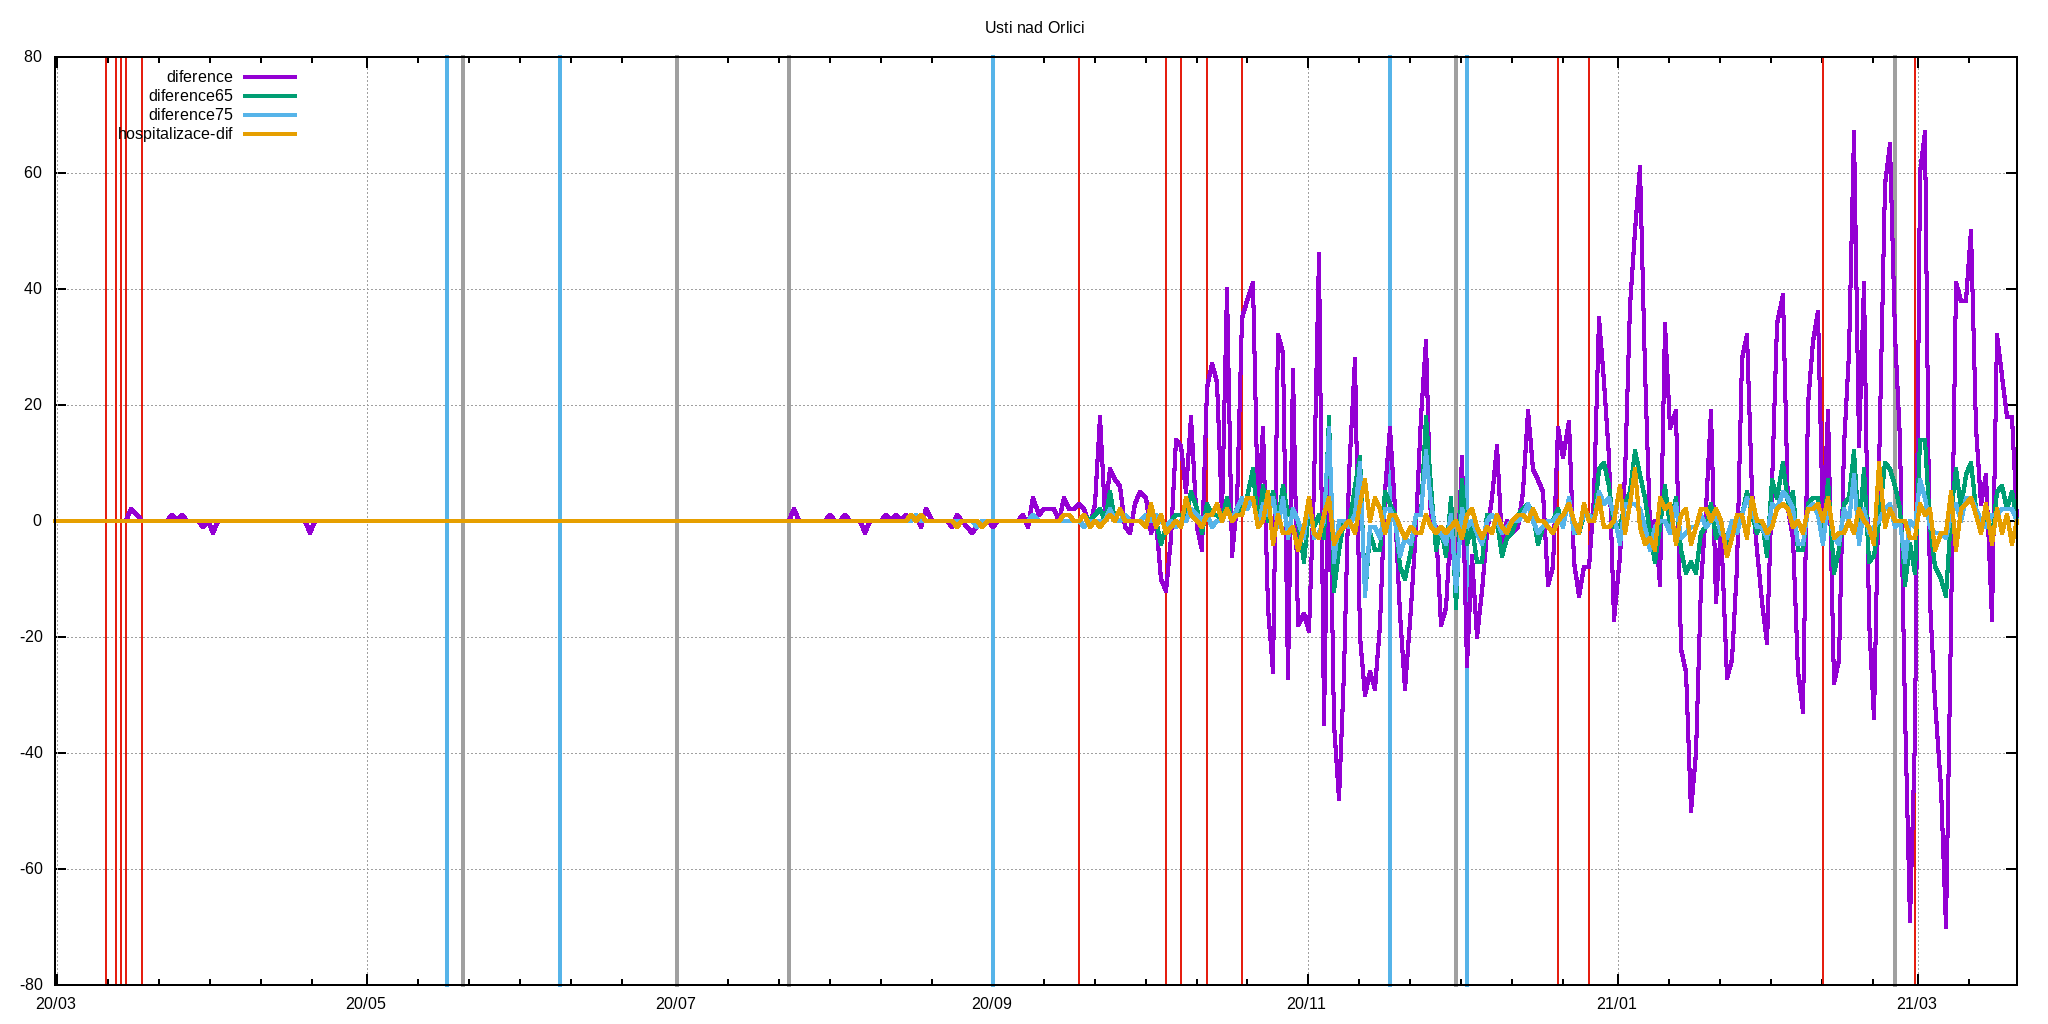 Usti nad Orlici
80
60
40
20
0
-20
-40
-60
-80
diference
diference65
diference75
hospitalizace-dif
20/03 20/05 20/07 20/09 20/11 21/01 21/03